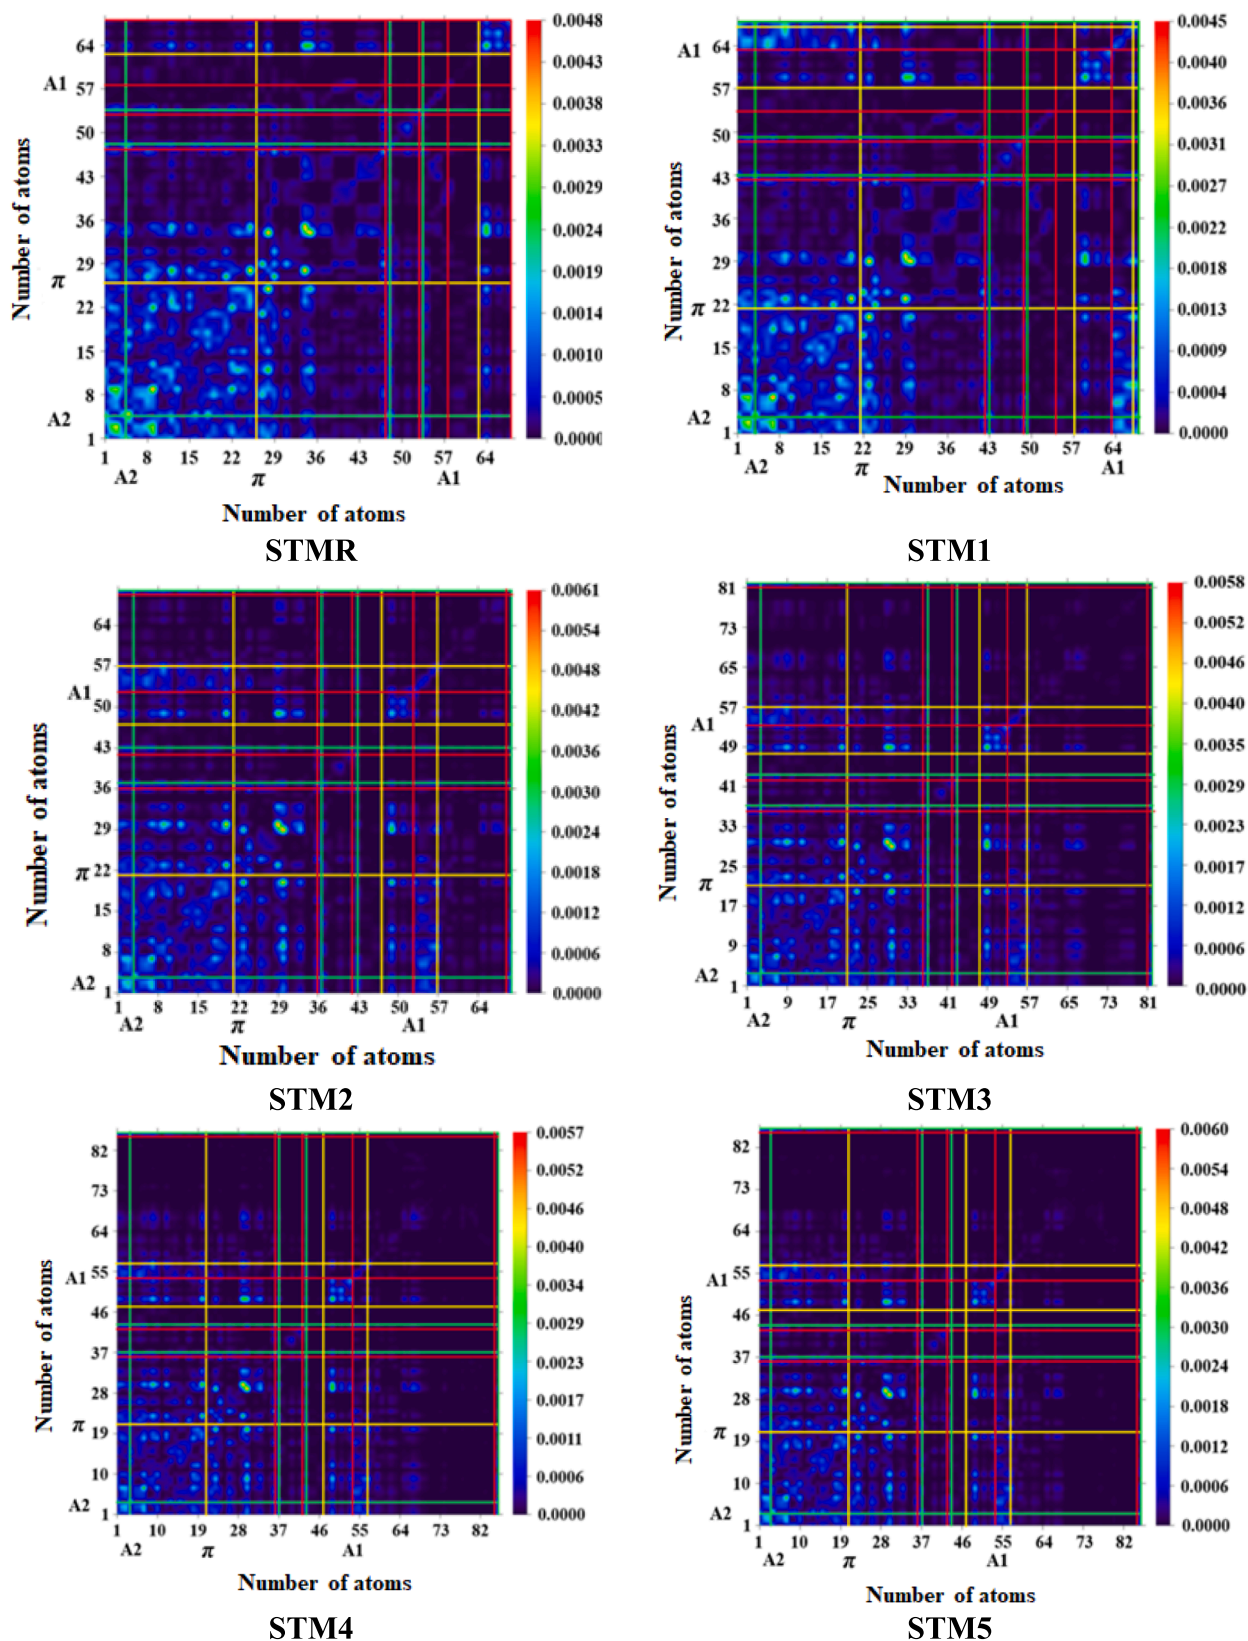 0.0048
0.0043
0.0038
0.0033
0.0029
0.0024
0.0019
0.0014
0.0010
0.0005
0.0000
64
A1
57
50
43
36
29
π
22
15
8
A2
1
Number of atoms
1 8 15 22 29 36 43 50 57 64
A2 π A1
Number of atoms
STMR
0.0045
0.0040
0.0036
0.0031
0.0027
0.0022
0.0018
0.0013
0.0009
0.0004
0.0000
64
A1
57
50
43
36
29
22
π
15
8
A2
1
Number of atoms
1 8 15 22 29 36 43 50 57 64
A2 π A1
Number of atoms
STM1
0.0061
0.0054
0.0048
0.0042
0.0036
0.0030
0.0024
0.0018
0.0012
0.0006
0.0000
64
57
A1
50
43
36
29
22
π
15
8
A2
1
Number of atoms
1 8 15 22 29 36 43 50 57 64
A2 π A1
Number of atoms
STM2
0.0058
0.0052
0.0046
0.0040
0.0035
0.0029
0.0023
0.0017
0.0012
0.0006
0.0000
81
73
65
57
A1
49
41
33
25
π
17
9
A2
1
Number of atoms
1 9 17 25 33 41 49 57 65 73 81
A2 π A1
Number of atoms
STM3
0.0057
0.0052
0.0046
0.0040
0.0034
0.0029
0.0023
0.0017
0.0011
0.0006
0.0000
82
73
64
55
A1
46
37
28
π
19
10
A2
1
Number of atoms
1 10 19 28 37 46 55 64 73 82
A2 π A1
Number of atoms
STM4
0.0060
0.0054
0.0048
0.0042
0.0036
0.0030
0.0024
0.0018
0.0012
0.0006
0.0000
82
73
64
55
A1
46
37
28
π
19
10
A2
1
Number of atoms
1 10 19 28 37 46 55 64 73 82
A2 π A1
Number of atoms
STM5